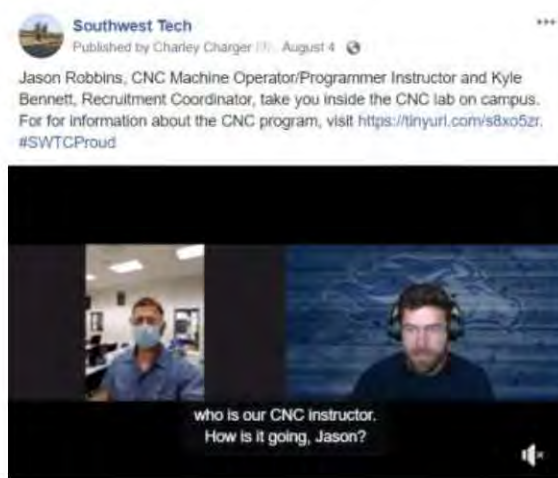 Southwest Tech
Published by Charley Charger August 4
Jason Robbins, CNC Machine Operator/Programmer Instructor and Kyle
Bennett, Recruitment Coordinator, take you inside the CNC lab on campus.
For for information about the CNC program, visit https://tinyurl.com/s8xo5zr.
#SWTCProud
who is our CNC instructor.
How is it going, Jason?